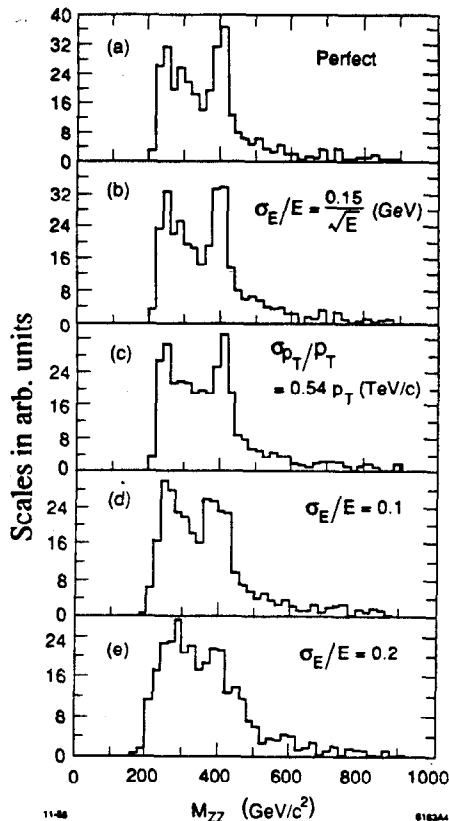 40
32
24
16
8
0
(a)
Perfect
32
24
16
8
0
(b)
σE/E = 0.15/√E (GeV)
24
16
8
0
(c)
σpT/pT
= 0.54 pT (TeV/c)
24
16
8
0
(d)
σE/E = 0.1
24
16
8
0
(e)
σE/E = 0.2
Scales in arb. units
0 200 400 600 800 1000
11-86
MZZ (GeV/c²)
6163A4